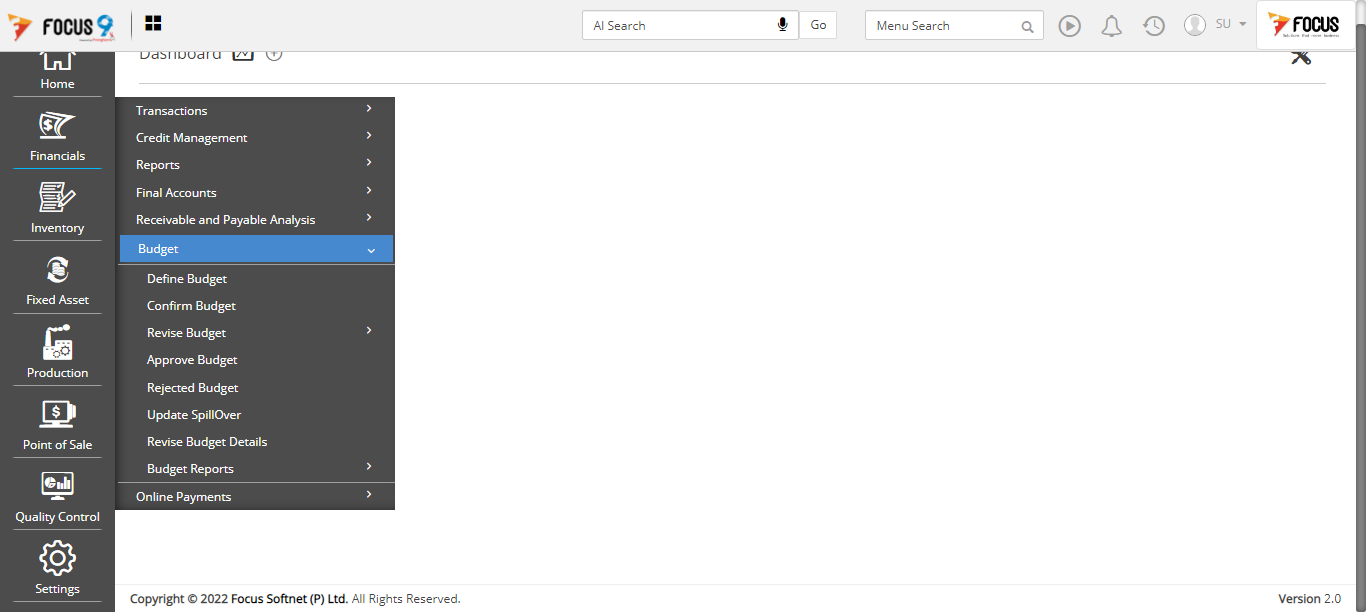 FOCUS 9
AI Search
Go
Menu Search
SU
FOCUS
Dashboard
Home
Financials
Inventory
Fixed Asset
Production
Point of Sale
Quality Control
Settings
Transactions
Credit Management
Reports
Final Accounts
Receivable and Payable Analysis
Budget
Define Budget
Confirm Budget
Revise Budget
Approve Budget
Rejected Budget
Update SpillOver
Revise Budget Details
Budget Reports
Online Payments
Copyright © 2022 Focus Softnet (P) Ltd. All Rights Reserved.
Version 2.0